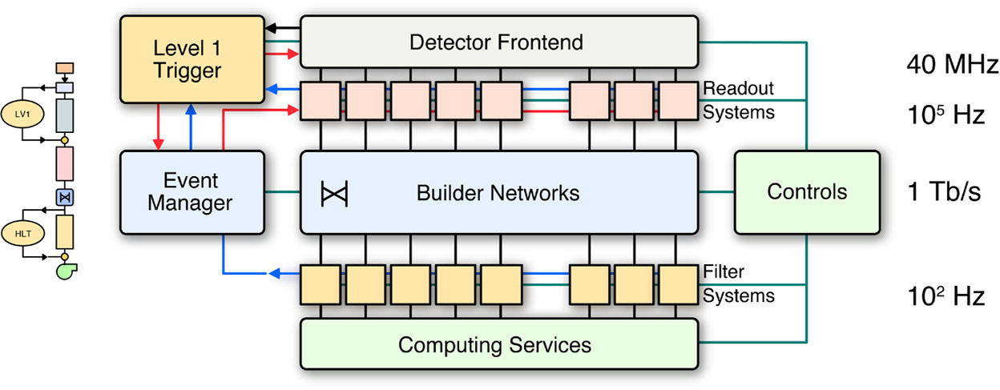 Level 1
Trigger
Detector Frontend
40 MHz
Readout
Systems
10⁵ Hz
LV1
Event
Manager
Builder Networks
Controls
1 Tb/s
HLT
Filter
Systems
10² Hz
Computing Services